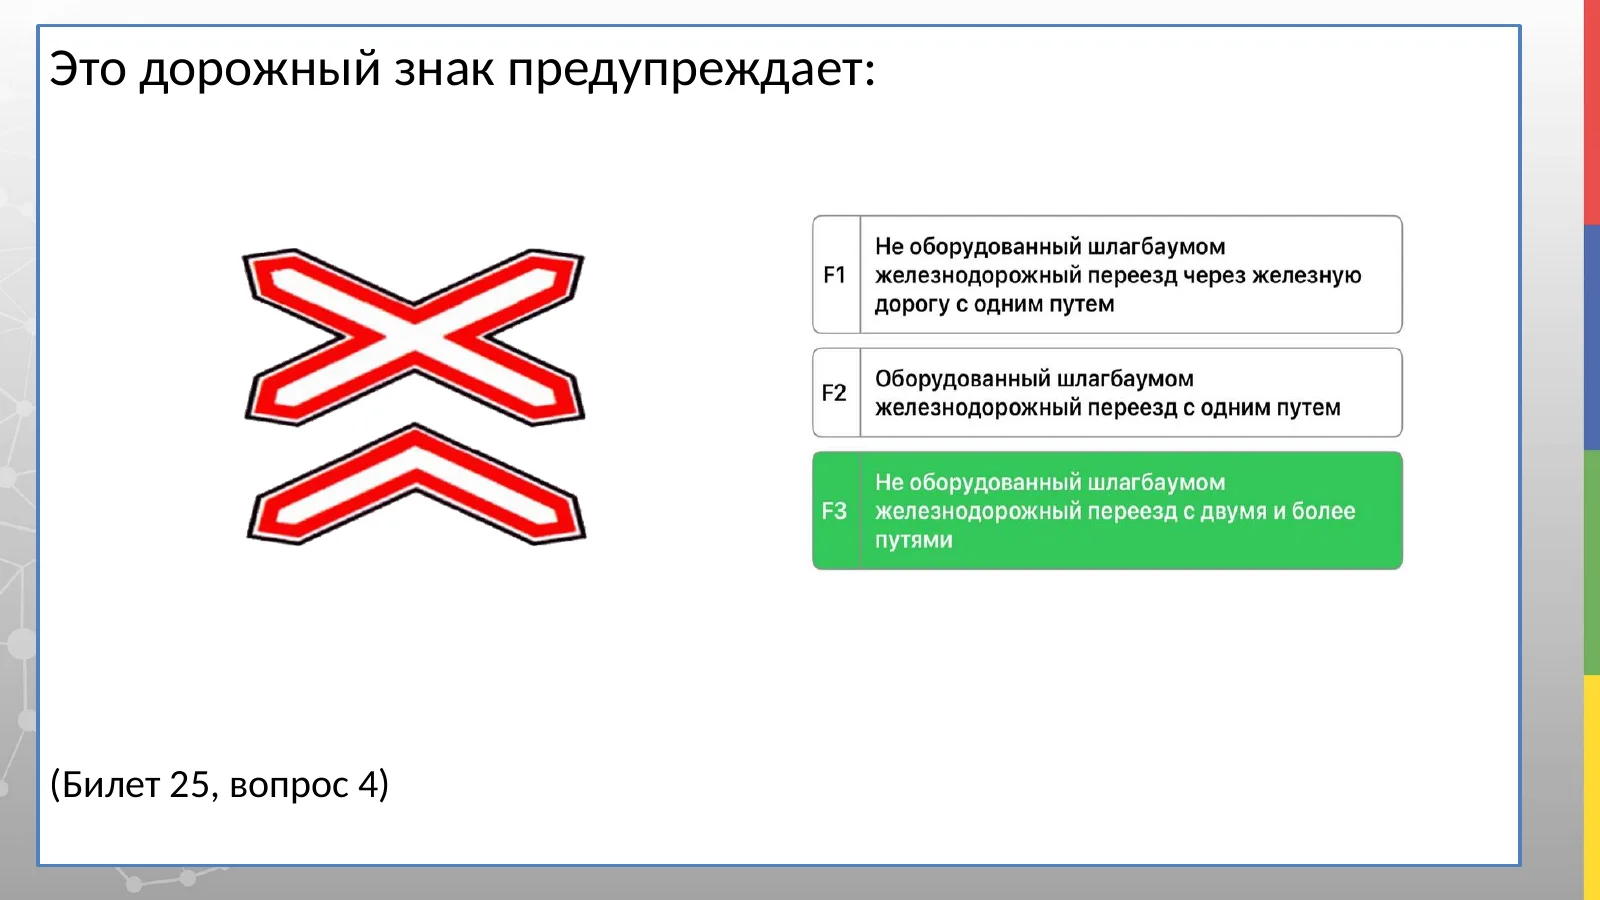 Это дорожный знак предупреждает:
F1
Не оборудованный шлагбаумом
железнодорожный переезд через железную
дорогу с одним путем
F2
Оборудованный шлагбаумом
железнодорожный переезд с одним путем
F3
Не оборудованный шлагбаумом
железнодорожный переезд с двумя и более
путями
(Билет 25, вопрос 4)